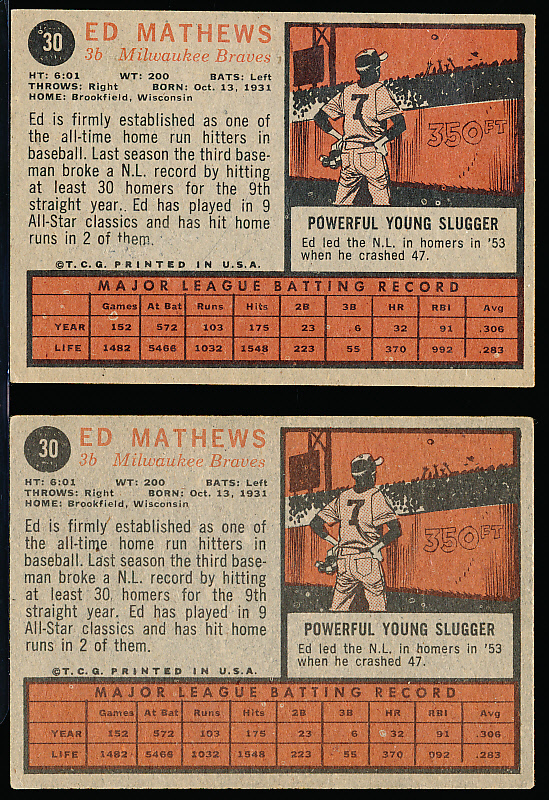 30
ED MATHEWS
3b Milwaukee Braves
HT: 6:01 WT: 200 BATS: Left
THROWS: Right BORN: Oct. 13, 1931
HOME: Brookfield, Wisconsin
Ed is firmly established as one of
the all-time home run hitters in
baseball. Last season the third base-
man broke a N.L. record by hitting
at least 30 homers for the 9th
straight year. Ed has played in 9
All-Star classics and has hit home
runs in 2 of them.
©T.C.G. PRINTED IN U.S.A.
7
350 FT
POWERFUL YOUNG SLUGGER
Ed led the N.L. in homers in '53
when he crashed 47.
MAJOR LEAGUE BATTING RECORD
Games At Bat Runs Hits 2B 3B HR RBI Avg
YEAR 152 572 103 175 23 6 32 91 .306
LIFE 1482 5466 1032 1548 223 55 370 992 .283
30
ED MATHEWS
3b Milwaukee Braves
HT: 6:01 WT: 200 BATS: Left
THROWS: Right BORN: Oct. 13, 1931
HOME: Brookfield, Wisconsin
Ed is firmly established as one of
the all-time home run hitters in
baseball. Last season the third base-
man broke a N.L. record by hitting
at least 30 homers for the 9th
straight year. Ed has played in 9
All-Star classics and has hit home
runs in 2 of them.
©T.C.G. PRINTED IN U.S.A.
7
350 FT
POWERFUL YOUNG SLUGGER
Ed led the N.L. in homers in '53
when he crashed 47.
MAJOR LEAGUE BATTING RECORD
Games At Bat Runs Hits 2B 3B HR RBI Avg
YEAR 152 572 103 175 23 6 32 91 .306
LIFE 1482 5466 1032 1548 223 55 370 992 .283